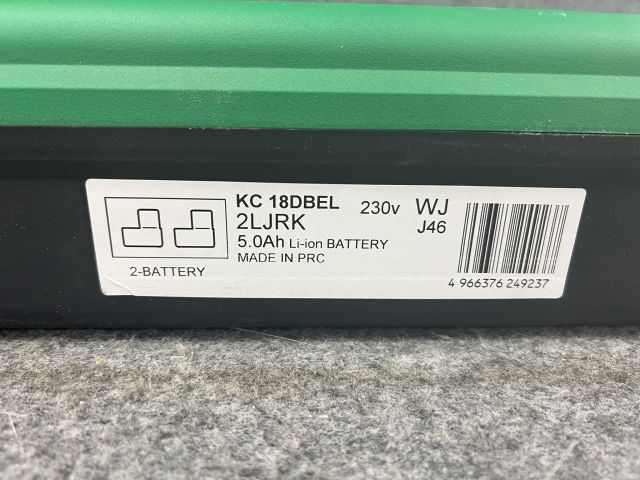 KC 18DBEL 230v WJ
2LJRK J46
5.0Ah Li-ion BATTERY
MADE IN PRC
2-BATTERY
4 966376 249237